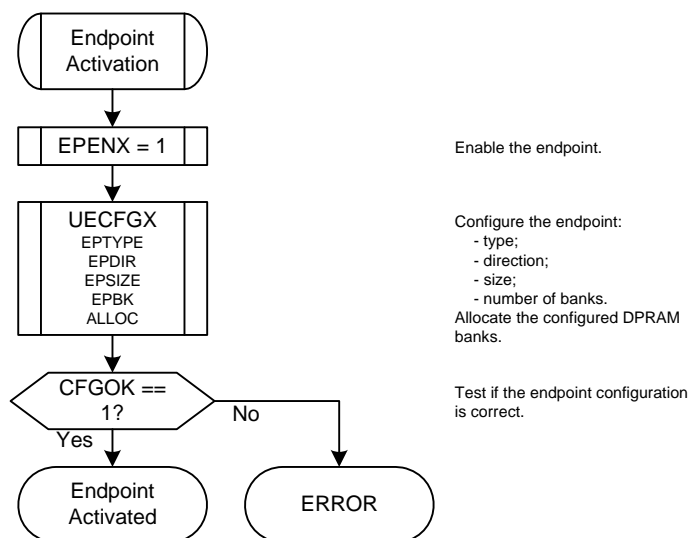 Endpoint
Activation
EPENX = 1
Enable the endpoint.
UECFGX
EPTYPE
EPDIR
EPSIZE
EPBK
ALLOC
Configure the endpoint:
- type;
- direction;
- size;
- number of banks.
Allocate the configured DPRAM
banks.
CFGOK ==
1?
Test if the endpoint configuration
is correct.
Yes
No
Endpoint
Activated
ERROR